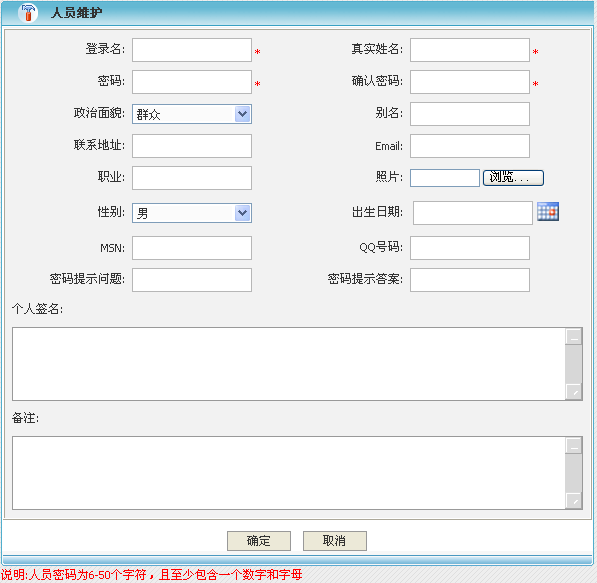 人员维护
登录名: * 真实姓名: *
密码: * 确认密码: *
政治面貌: 群众 别名:
联系地址: Email:
职业: 照片: 浏览...
性别: 男 出生日期:
MSN: QQ号码:
密码提示问题: 密码提示答案:
个人签名:
备注:
确定 取消
说明:人员密码为6-50个字符，且至少包含一个数字和字母